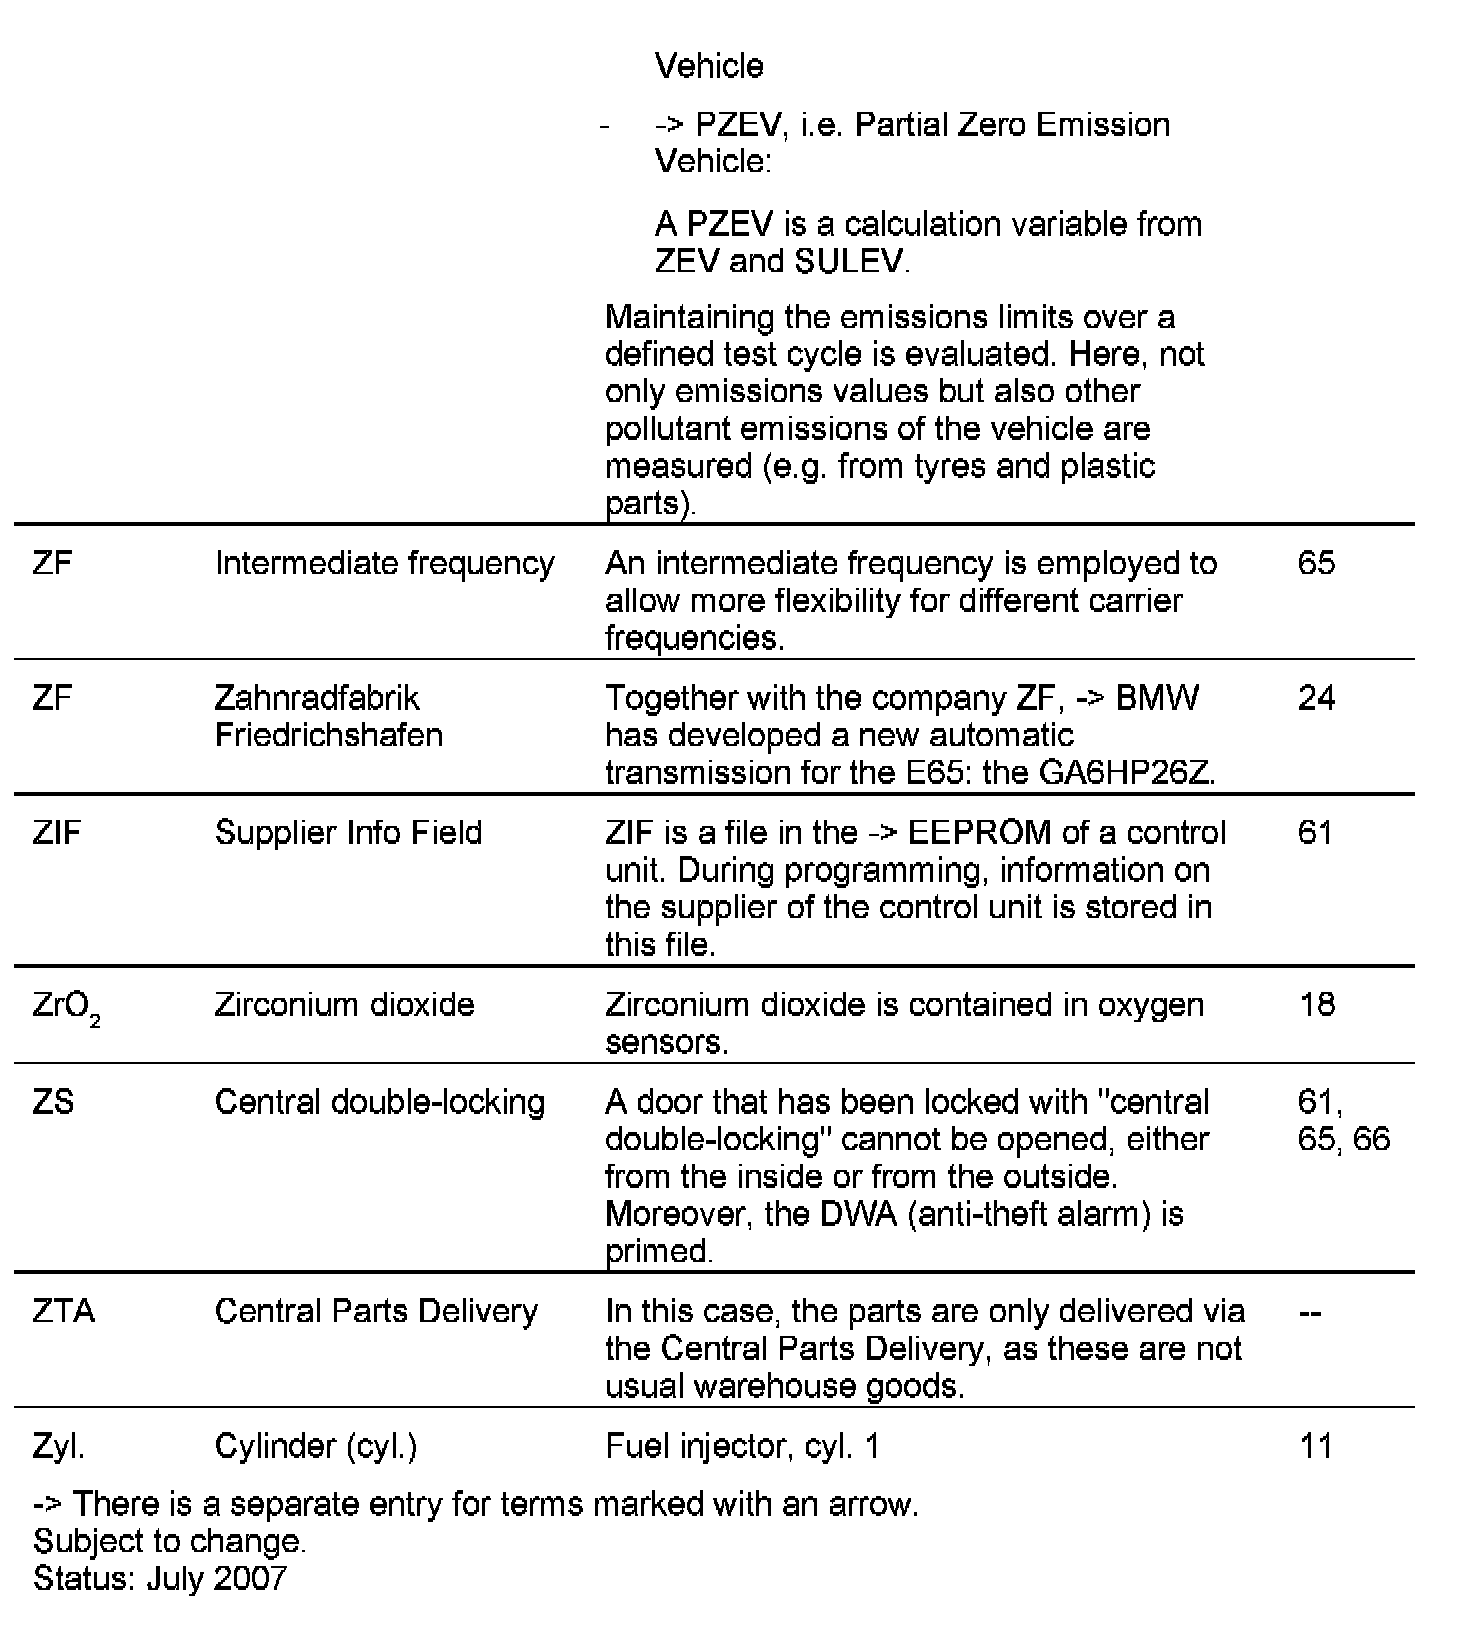 Vehicle
- -> PZEV, i.e. Partial Zero Emission
Vehicle:
A PZEV is a calculation variable from
ZEV and SULEV.
Maintaining the emissions limits over a
defined test cycle is evaluated. Here, not
only emissions values but also other
pollutant emissions of the vehicle are
measured (e.g. from tyres and plastic
parts).
ZF Intermediate frequency An intermediate frequency is employed to 65
allow more flexibility for different carrier
frequencies.
ZF Zahnradfabrik Together with the company ZF, -> BMW 24
Friedrichshafen has developed a new automatic
transmission for the E65: the GA6HP26Z.
ZIF Supplier Info Field ZIF is a file in the -> EEPROM of a control 61
unit. During programming, information on
the supplier of the control unit is stored in
this file.
ZrO2 Zirconium dioxide Zirconium dioxide is contained in oxygen 18
sensors.
ZS Central double-locking A door that has been locked with "central 61,
double-locking" cannot be opened, either 65, 66
from the inside or from the outside.
Moreover, the DWA (anti-theft alarm) is
primed.
ZTA Central Parts Delivery In this case, the parts are only delivered via --
the Central Parts Delivery, as these are not
usual warehouse goods.
Zyl. Cylinder (cyl.) Fuel injector, cyl. 1 11
-> There is a separate entry for terms marked with an arrow.
Subject to change.
Status: July 2007